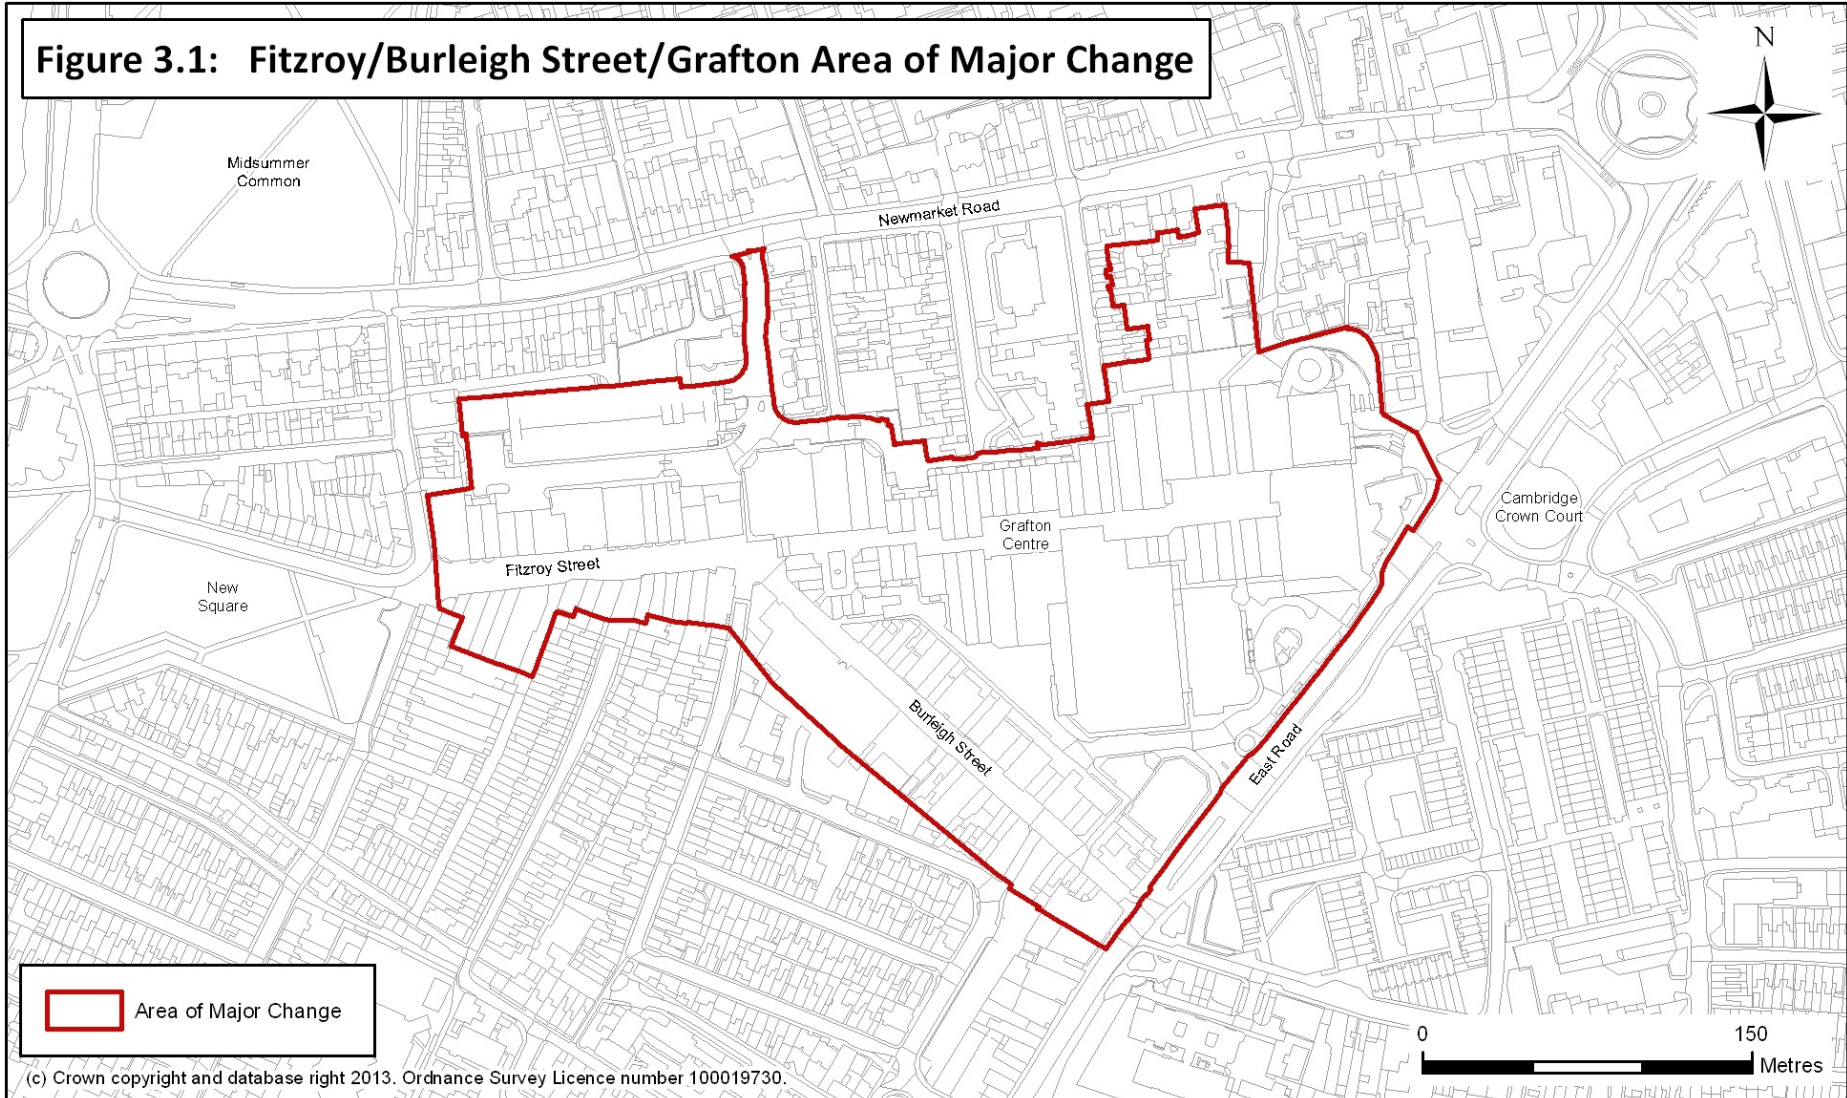 Figure 3.1: Fitzroy/Burleigh Street/Grafton Area of Major Change
N
Midsummer
Common
Newmarket Road
Cambridge
Crown Court
Grafton
Centre
Fitzroy Street
New
Square
Burleigh Street
East Road
Area of Major Change
0 150
Metres
(c) Crown copyright and database right 2013. Ordnance Survey Licence number 100019730.